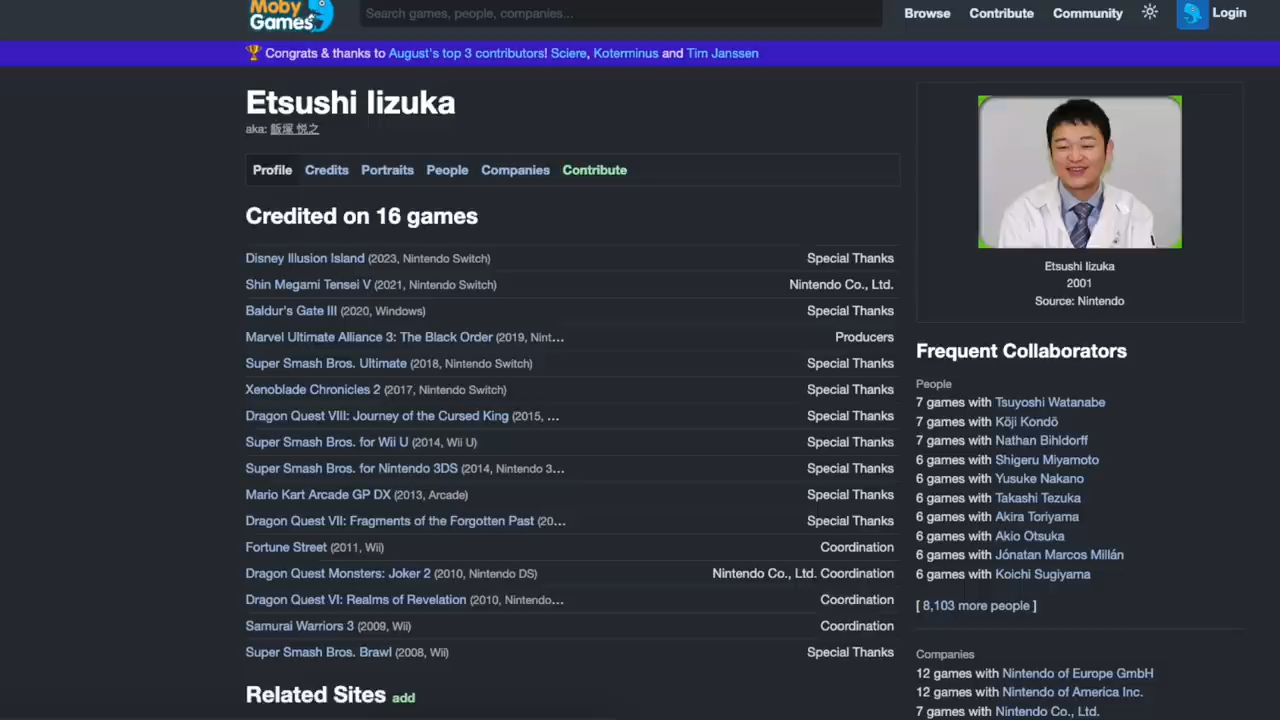 Moby Games
Search games, people, companies...
Browse Contribute Community Login
Congrats & thanks to August's top 3 contributors! Sciere, Koterminus and Tim Janssen
Etsushi Iizuka
aka: 飯塚 悦之
Profile Credits Portraits People Companies Contribute
Credited on 16 games
Disney Illusion Island (2023, Nintendo Switch) Special Thanks
Shin Megami Tensei V (2021, Nintendo Switch) Nintendo Co., Ltd.
Baldur's Gate III (2020, Windows) Special Thanks
Marvel Ultimate Alliance 3: The Black Order (2019, Nint... Producers
Super Smash Bros. Ultimate (2018, Nintendo Switch) Special Thanks
Xenoblade Chronicles 2 (2017, Nintendo Switch) Special Thanks
Dragon Quest VIII: Journey of the Cursed King (2015, ... Special Thanks
Super Smash Bros. for Wii U (2014, Wii U) Special Thanks
Super Smash Bros. for Nintendo 3DS (2014, Nintendo 3... Special Thanks
Mario Kart Arcade GP DX (2013, Arcade) Special Thanks
Dragon Quest VII: Fragments of the Forgotten Past (20... Special Thanks
Fortune Street (2011, Wii) Coordination
Dragon Quest Monsters: Joker 2 (2010, Nintendo DS) Nintendo Co., Ltd. Coordination
Dragon Quest VI: Realms of Revelation (2010, Nintendo... Coordination
Samurai Warriors 3 (2009, Wii) Coordination
Super Smash Bros. Brawl (2008, Wii) Special Thanks
Related Sites add
Etsushi Iizuka
2001
Source: Nintendo
Frequent Collaborators
People
7 games with Tsuyoshi Watanabe
7 games with Kōji Kondō
7 games with Nathan Bihldorff
6 games with Shigeru Miyamoto
6 games with Yusuke Nakano
6 games with Takashi Tezuka
6 games with Akira Toriyama
6 games with Akio Otsuka
6 games with Jónatan Marcos Millán
6 games with Koichi Sugiyama
[ 8,103 more people ]
Companies
12 games with Nintendo of Europe GmbH
12 games with Nintendo of America Inc.
7 games with Nintendo Co., Ltd.